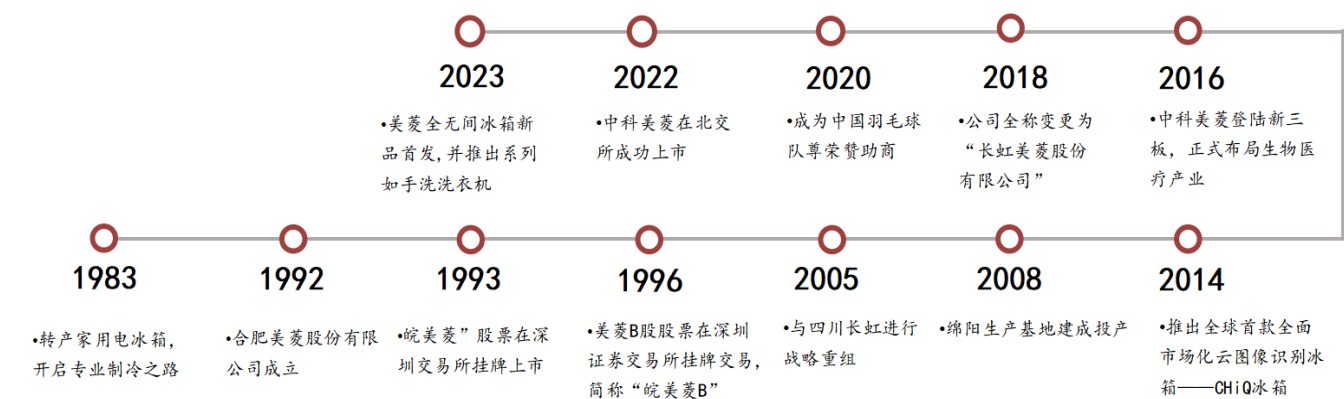 2023
2022
2020
2018
2016
•美菱全无间冰箱新
品首发,并推出系列
如手洗洗衣机
•中科美菱在北交
所成功上市
•成为中国羽毛球
队尊荣赞助商
•公司全称变更为
“长虹美菱股份
有限公司”
•中科美菱登陆新三
板，正式布局生物医
疗产业
1983
1992
1993
1996
2005
2008
2014
•转产家用电冰箱，
开启专业制冷之路
•合肥美菱股份有限
公司成立
•皖美菱”股票在深
圳交易所挂牌上市
•美菱B股股票在深圳
证券交易所挂牌交易，
简称“皖美菱B”
•与四川长虹进行
战略重组
•绵阳生产基地建成投产
•推出全球首款全面
市场化云图像识别冰
箱——CHiQ冰箱